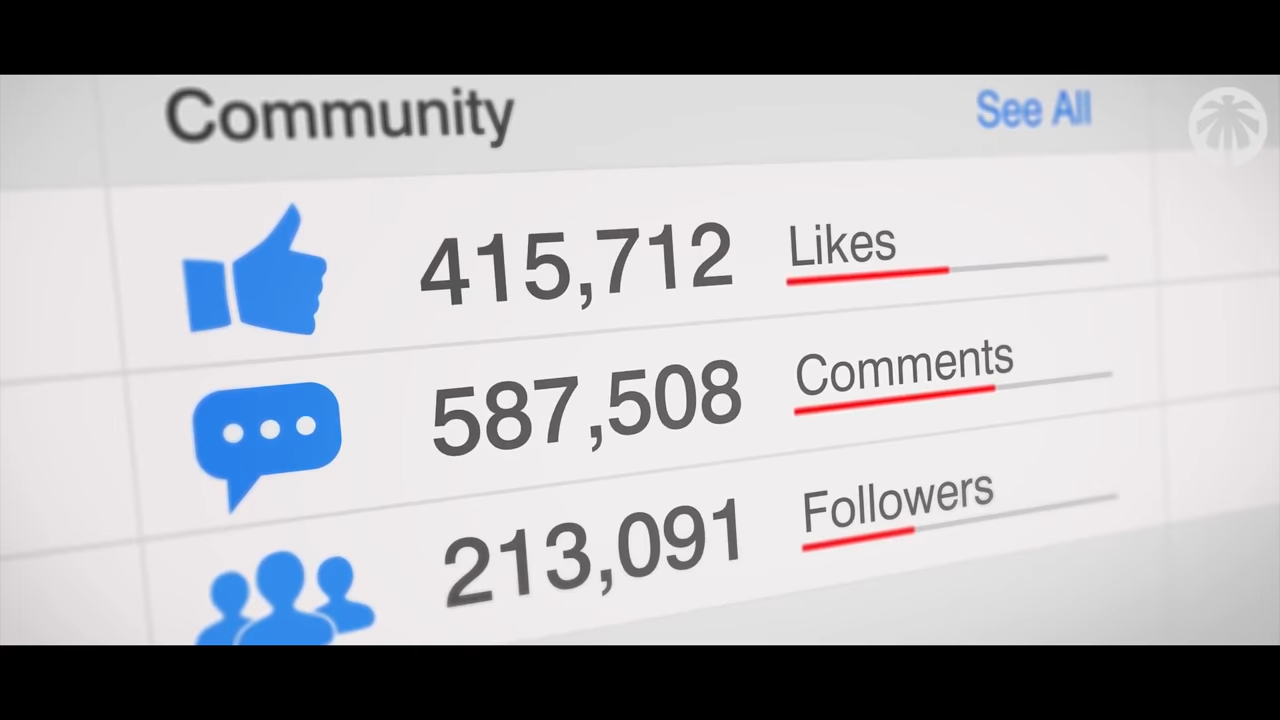 Community
See All
415,712 Likes
587,508 Comments
213,091 Followers